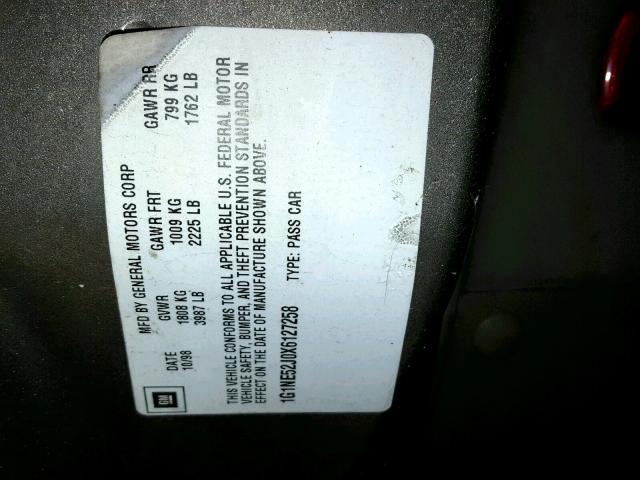 MFD BY GENERAL MOTORS CORP
DATE GVWR GAWR FRT GAWR RR
10/98 1808 KG 1009 KG 799 KG
3987 LB 2225 LB 1762 LB
THIS VEHICLE CONFORMS TO ALL APPLICABLE U.S. FEDERAL MOTOR
VEHICLE SAFETY, BUMPER, AND THEFT PREVENTION STANDARDS IN
EFFECT ON THE DATE OF MANUFACTURE SHOWN ABOVE.
1G1NE52J0X6127258 TYPE: PASS CAR
GM